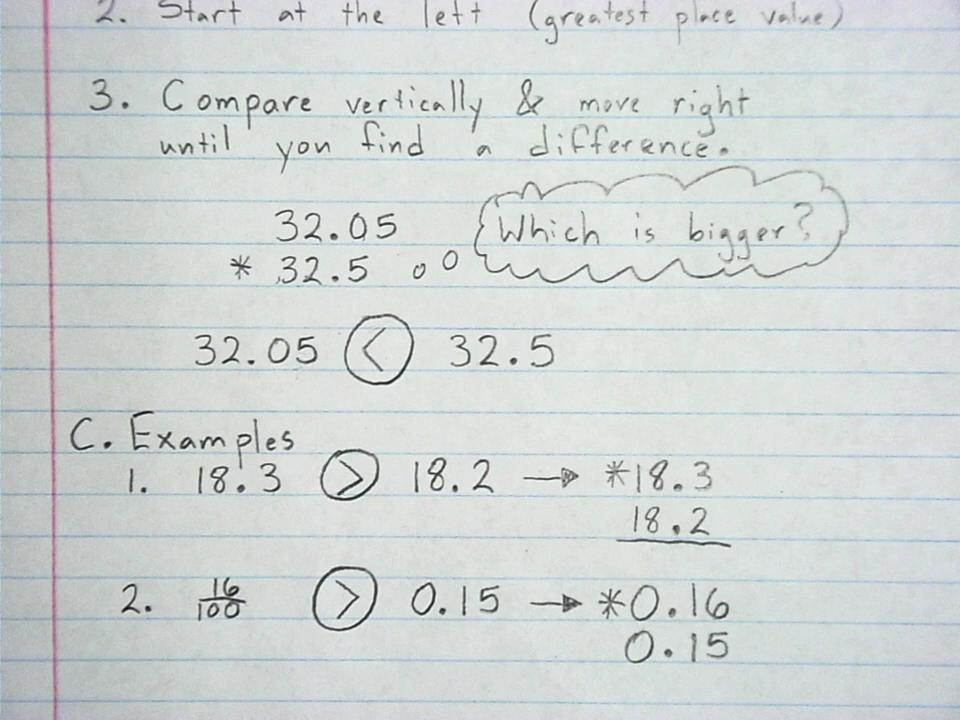 2. Start at the left (greatest place value)
3. Compare vertically & move right
until you find a difference.
32.05
* 32.5
Which is bigger?
32.05 < 32.5
C. Examples
1. 18.3 > 18.2 → *18.3
18.2
2. 16/100 > 0.15 → *0.16
0.15